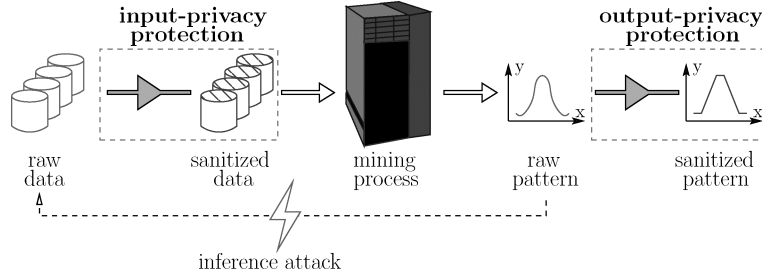 input-privacy
protection
output-privacy
protection
y
x
y
x
raw
data
sanitized
data
mining
process
raw
pattern
sanitized
pattern
inference attack